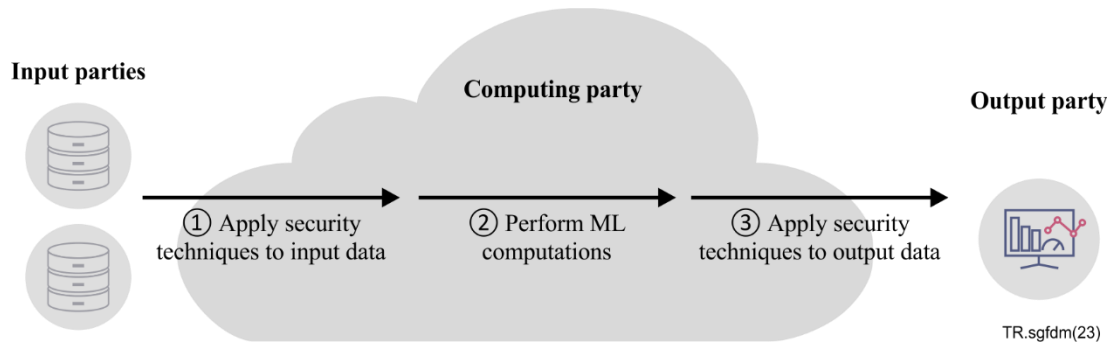 Input parties
Computing party
Output party
① Apply security
techniques to input data
② Perform ML
computations
③ Apply security
techniques to output data
TR.sgfdm(23)